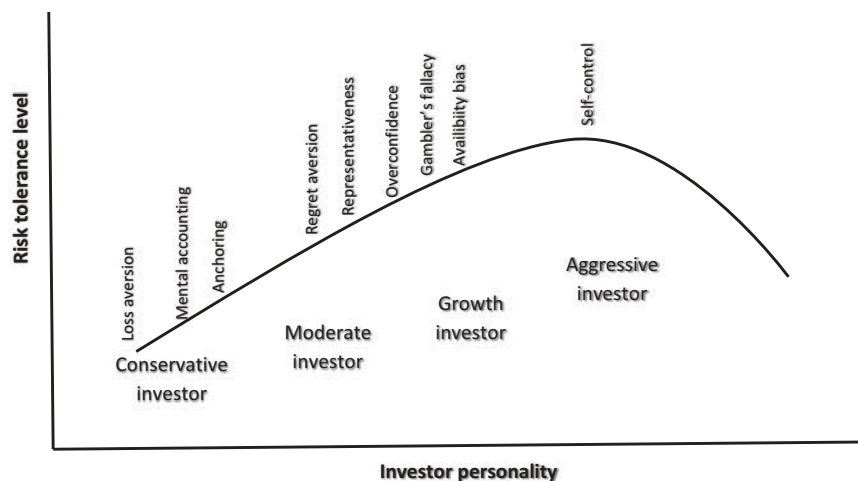 Risk tolerance level
Loss aversion
Mental accounting
Anchoring
Regret aversion
Representativeness
Overconfidence
Gambler's fallacy
Availibiity bias
Self-control
Conservative
investor
Moderate
investor
Growth
investor
Aggressive
investor
Investor personality